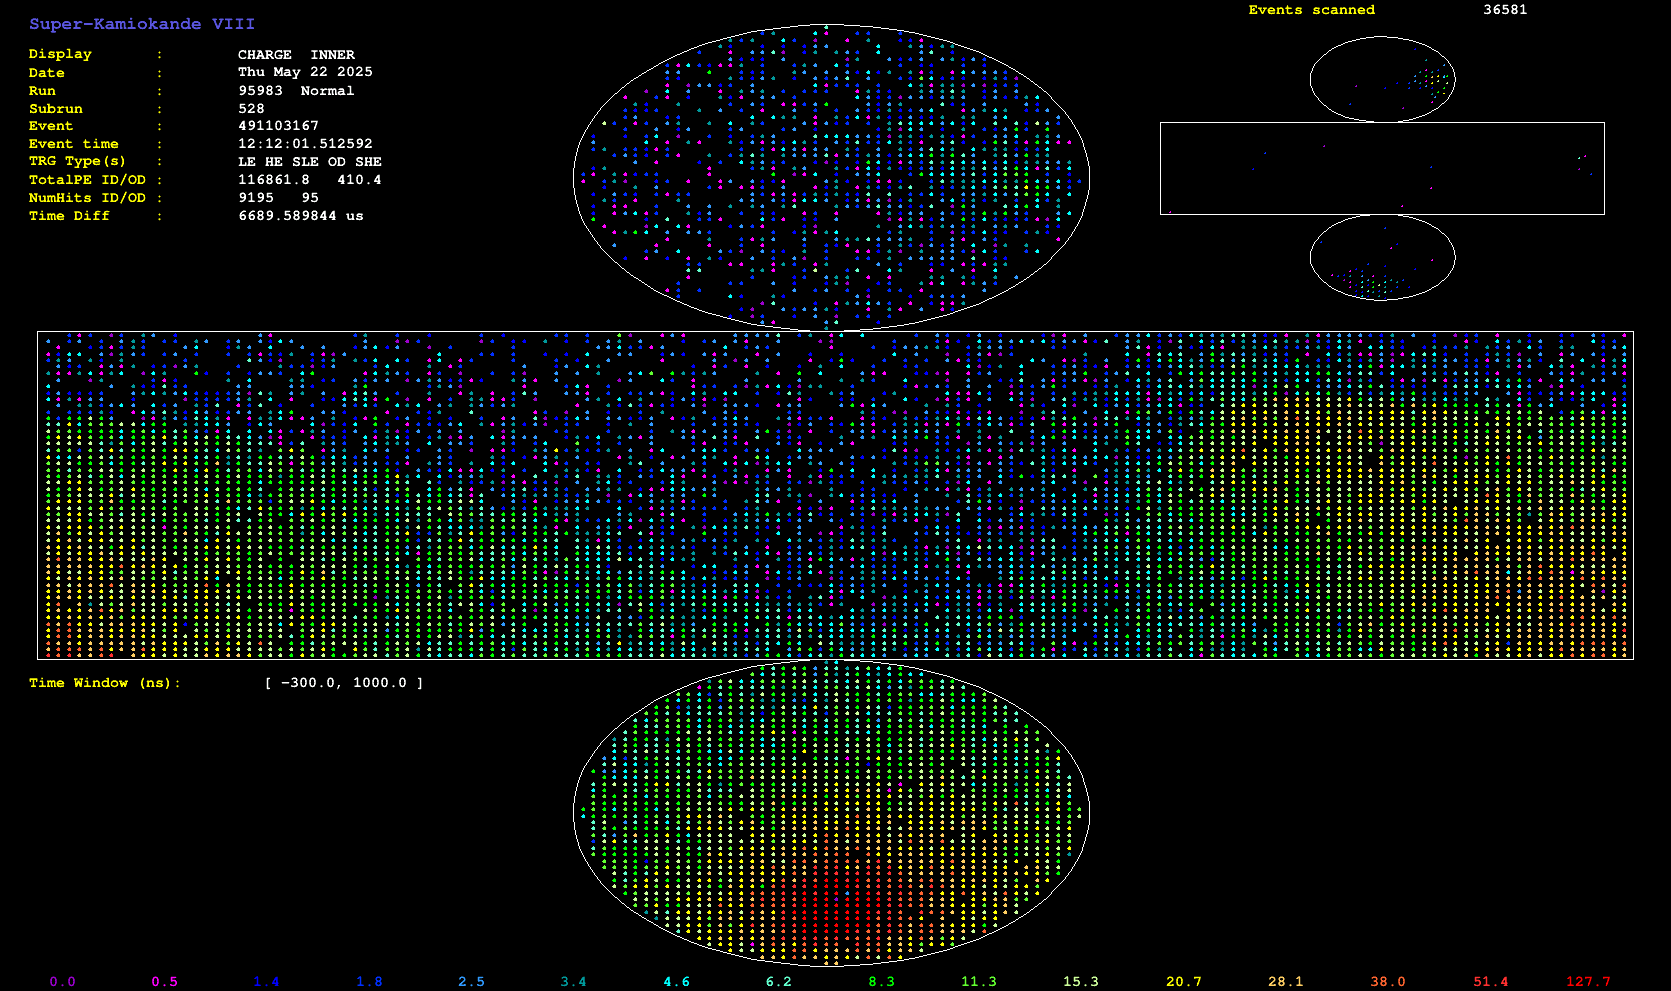 Super-Kamiokande VIII
Events scanned 36581
Display : CHARGE INNER
Date : Thu May 22 2025
Run : 95983 Normal
Subrun : 528
Event : 491103167
Event time : 12:12:01.512592
TRG Type(s) : LE HE SLE OD SHE
TotalPE ID/OD : 116861.8 410.4
NumHits ID/OD : 9195 95
Time Diff : 6689.589844 us
Time Window (ns): [ -300.0, 1000.0 ]
0.0 0.5 1.4 1.8 2.5 3.4 4.6 6.2 8.3 11.3 15.3 20.7 28.1 38.0 51.4 127.7